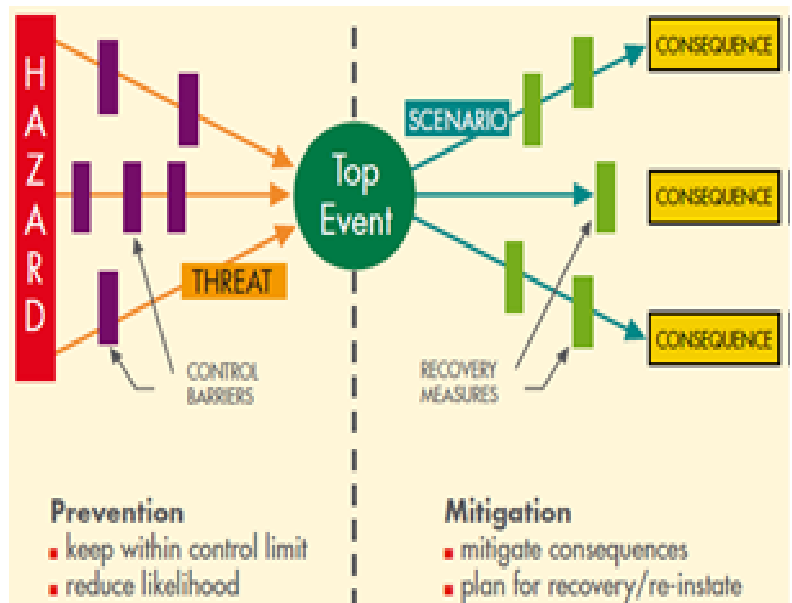 HAZARD
SCENARIO
CONSEQUENCE
Top
Event
CONSEQUENCE
THREAT
CONSEQUENCE
CONTROL
BARRIERS
RECOVERY
MEASURES
Prevention
▪ keep within control limit
▪ reduce likelihood
Mitigation
▪ mitigate consequences
▪ plan for recovery/re-instate